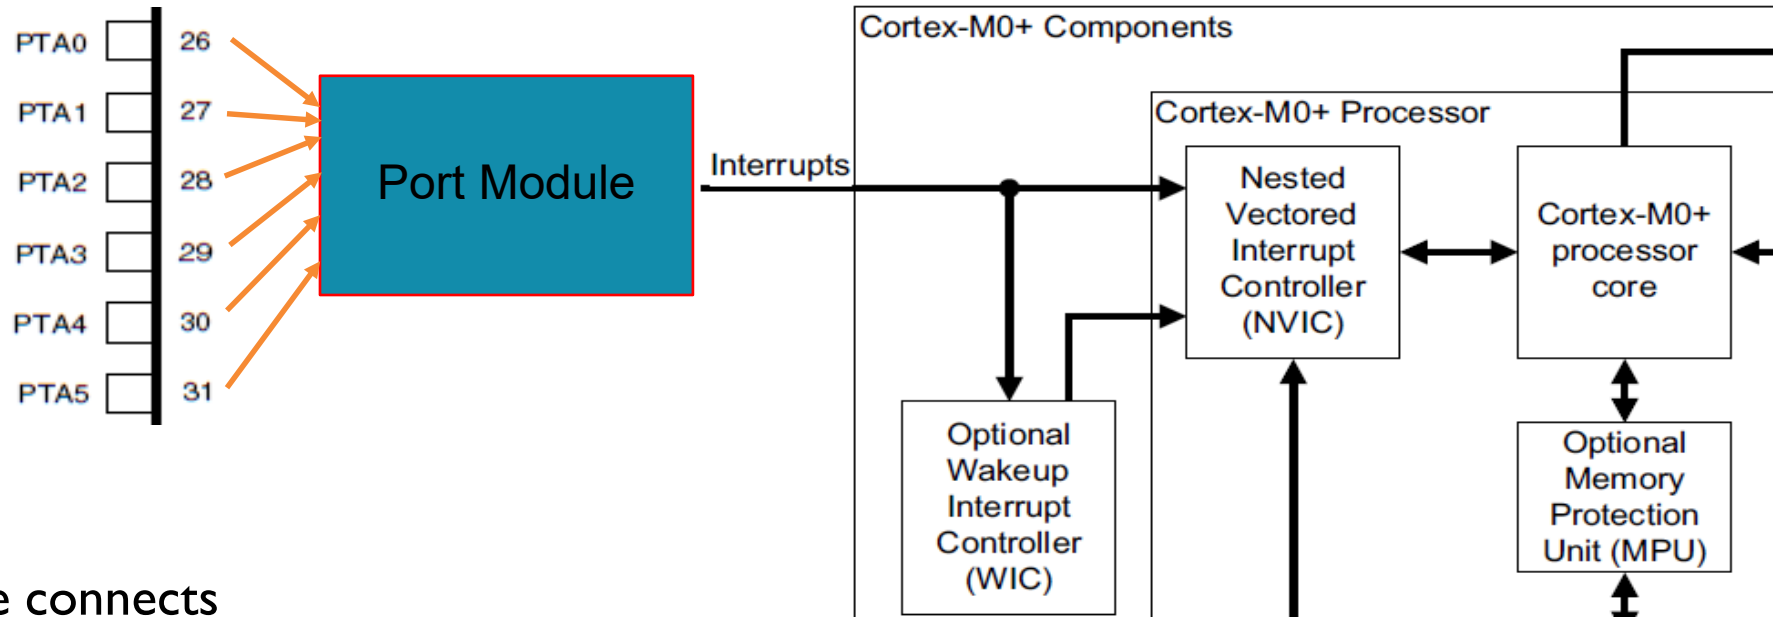 PTA0 26
PTA1 27
PTA2 28
PTA3 29
PTA4 30
PTA5 31
Port Module
Interrupts
Cortex-M0+ Components
Cortex-M0+ Processor
Nested
Vectored
Interrupt
Controller
(NVIC)
Cortex-M0+
processor
core
Optional
Wakeup
Interrupt
Controller
(WIC)
Optional
Memory
Protection
Unit (MPU)
e connects